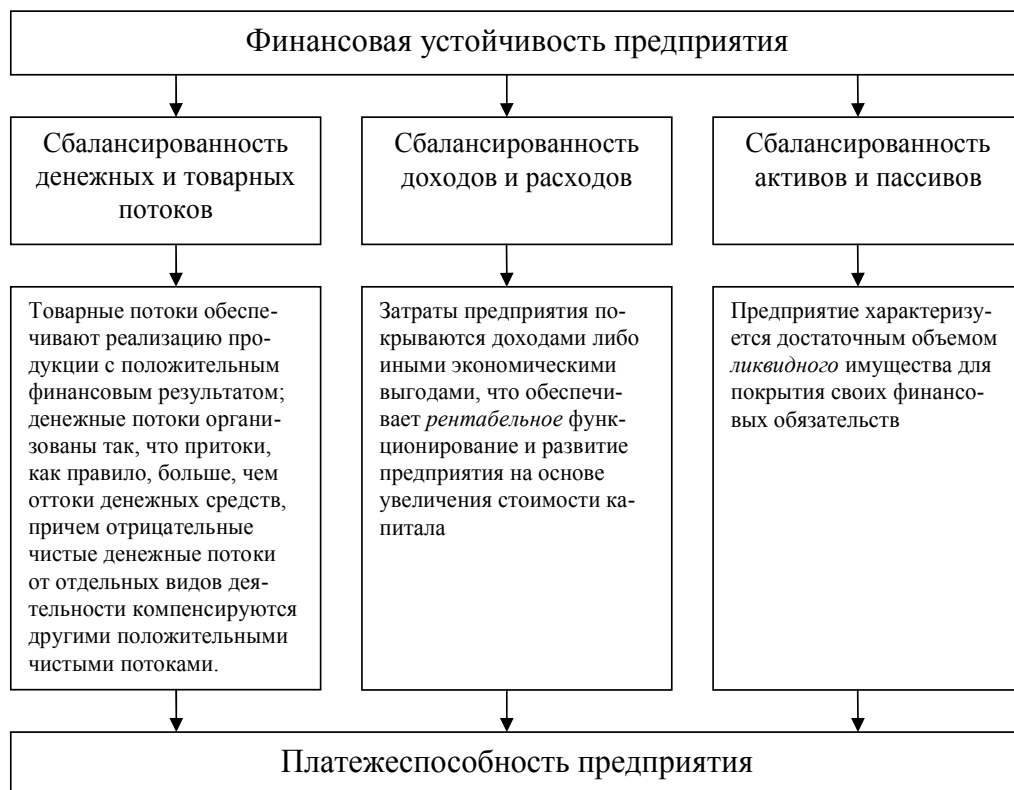 Финансовая устойчивость предприятия
Сбалансированность
денежных и товарных
потоков
Сбалансированность
доходов и расходов
Сбалансированность
активов и пассивов
Товарные потоки обеспе-
чивают реализацию про-
дукции с положительным
финансовым результатом;
денежные потоки органи-
зованы так, что притоки,
как правило, больше, чем
оттоки денежных средств,
причем отрицательные
чистые денежные потоки
от отдельных видов дея-
тельности компенсируются
другими положительными
чистыми потоками.
Затраты предприятия по-
крываются доходами либо
иными экономическими
выгодами, что обеспечи-
вает рентабельное функ-
ционирование и развитие
предприятия на основе
увеличения стоимости ка-
питала
Предприятие характеризу-
ется достаточным объемом
ликвидного имущества для
покрытия своих финансо-
вых обязательств
Платежеспособность предприятия